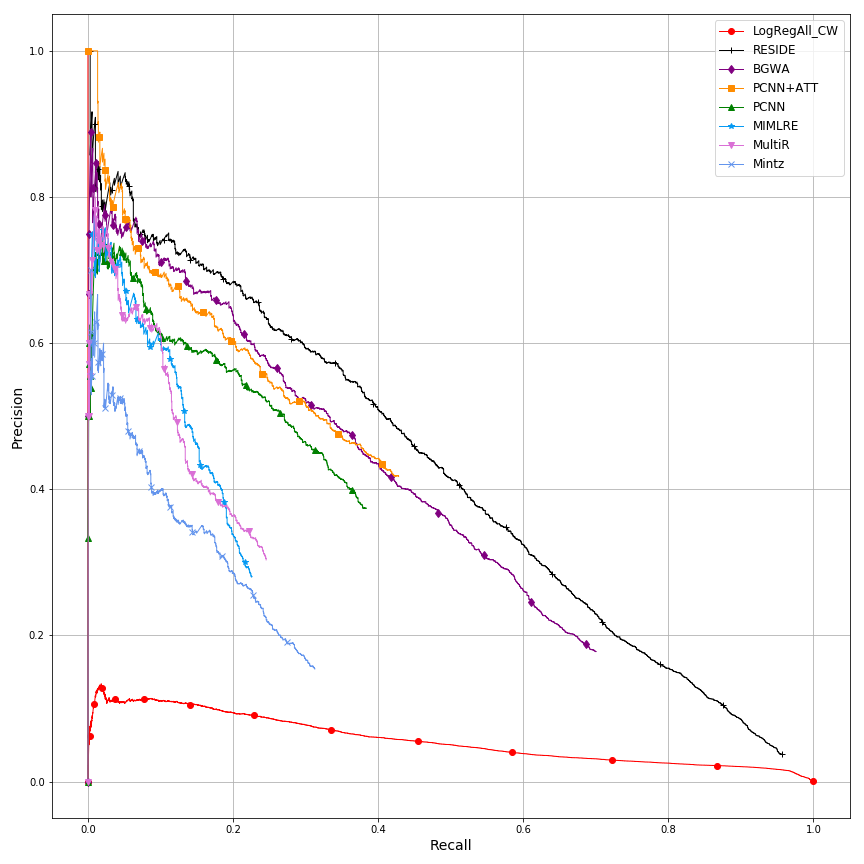 LogRegAll_CW
RESIDE
BGWA
PCNN+ATT
PCNN
MIMLRE
MultiR
Mintz
1.0
0.8
0.6
0.4
0.2
0.0
Precision
0.0 0.2 0.4 0.6 0.8 1.0
Recall